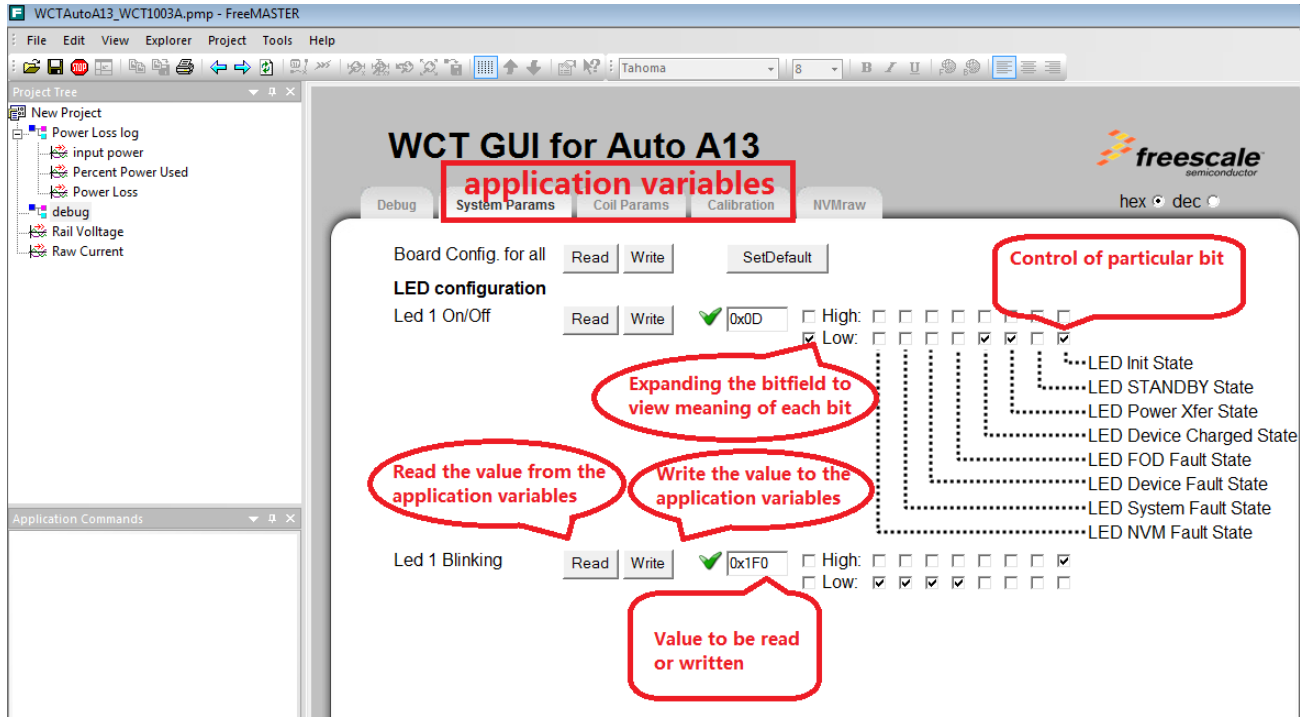 WCTAutoA13_WCT1003A.pmp - FreeMASTER
File Edit View Explorer Project Tools Help
Tahoma 8 B I U
Project Tree
New Project
Power Loss log
input power
Percent Power Used
Power Loss
debug
Rail Volltage
Raw Current
Application Commands
WCT GUI for Auto A13
application variables
freescale
semiconductor
hex dec
Debug System Params Coil Params Calibration NVMraw
Board Config. for all Read Write SetDefault
Control of particular bit
LED configuration
Led 1 On/Off Read Write 0x0D High:
Low:
LED Init State
LED STANDBY State
LED Power Xfer State
LED Device Charged State
LED FOD Fault State
LED Device Fault State
LED System Fault State
LED NVM Fault State
Expanding the bitfield to
view meaning of each bit
Read the value from the
application variables
Write the value to the
application variables
Led 1 Blinking Read Write 0x1F0 High:
Low:
Value to be read
or written